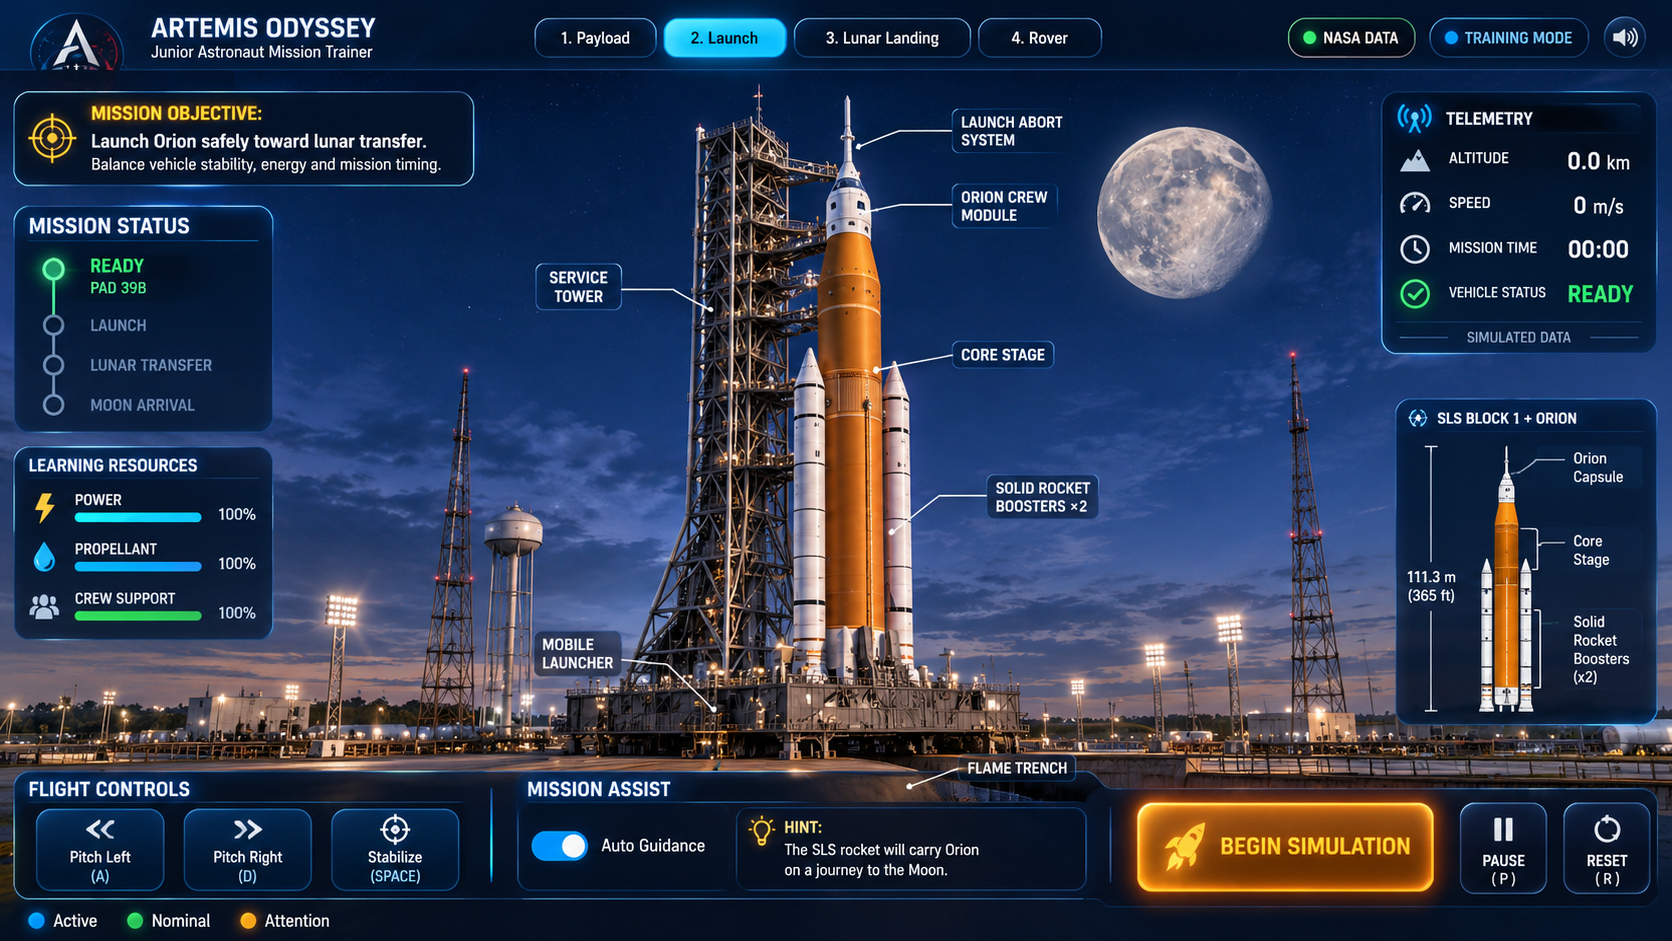 ARTEMIS ODYSSEY
Junior Astronaut Mission Trainer
1. Payload
2. Launch
3. Lunar Landing
4. Rover
NASA DATA
TRAINING MODE
MISSION OBJECTIVE:
Launch Orion safely toward lunar transfer.
Balance vehicle stability, energy and mission timing.
MISSION STATUS
READY
PAD 39B
LAUNCH
LUNAR TRANSFER
MOON ARRIVAL
LEARNING RESOURCES
POWER
100%
PROPELLANT
100%
CREW SUPPORT
100%
LAUNCH ABORT
SYSTEM
ORION CREW
MODULE
SERVICE
TOWER
CORE STAGE
SOLID ROCKET
BOOSTERS ×2
MOBILE
LAUNCHER
FLAME TRENCH
TELEMETRY
ALTITUDE 0.0 km
SPEED 0 m/s
MISSION TIME 00:00
VEHICLE STATUS READY
SIMULATED DATA
SLS BLOCK 1 + ORION
Orion
Capsule
Core
Stage
111.3 m
(365 ft)
Solid
Rocket
Boosters
(x2)
FLIGHT CONTROLS
Pitch Left
(A)
Pitch Right
(D)
Stabilize
(SPACE)
MISSION ASSIST
Auto Guidance
HINT:
The SLS rocket will carry Orion
on a journey to the Moon.
BEGIN SIMULATION
PAUSE
( P )
RESET
( R )
Active
Nominal
Attention